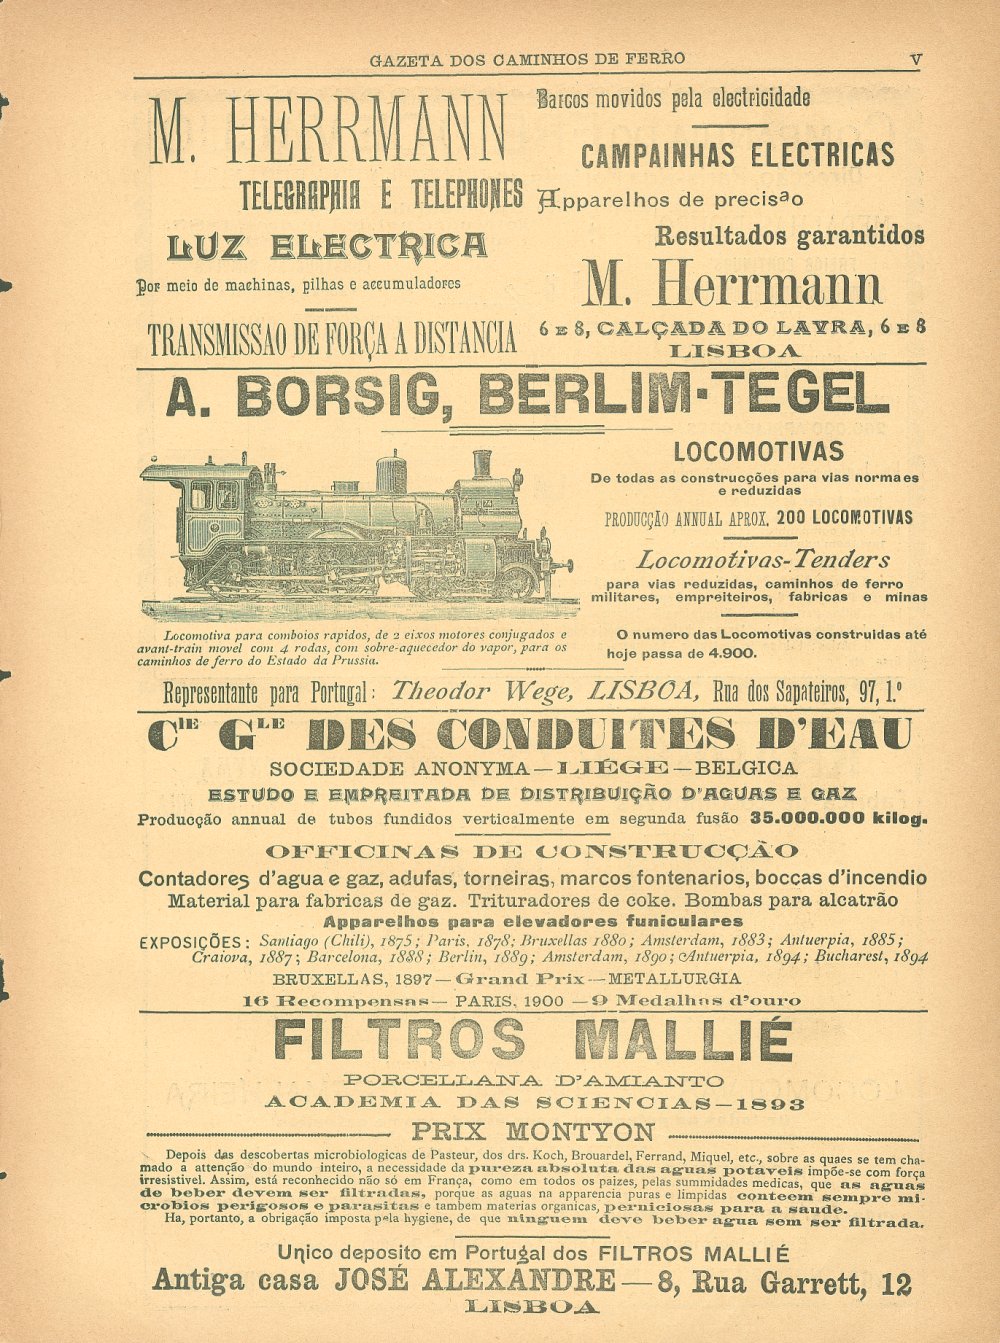 GAZETA DOS CAMINHOS DE FERRO
V
M. HERRMANN
TELEGRAPHIA E TELEPHONES
LUZ ELECTRICA
Por meio de machinas, pilhas e accumuladores
TRANSMISSAO DE FORÇA A DISTANCIA
Barcos movidos pela electricidade
CAMPAINHAS ELECTRICAS
Apparelhos de precisão
Resultados garantidos
M. Herrmann
6 E 8, CALÇADA DO LAVRA, 6 E 8
LISBOA
A. BORSIG, BERLIM-TEGEL
LOCOMOTIVAS
De todas as construcções para vias normaes
e reduzidas
PRODUCÇÃO ANNUAL APROX. 200 LOCOMOTIVAS
Locomotivas-Tenders
para vias reduzidas, caminhos de ferro
militares, empreiteiros, fabricas e minas
O numero das Locomotivas construidas até
hoje passa de 4.900.
Locomotiva para comboios rapidos, de 2 eixos motores conjugados e
avant-train movel com 4 rodas, com sobre-aquecedor do vapor, para os
caminhos de ferro do Estado da Prussia.
Representante para Portugal: Theodor Wege, LISBOA, Rua dos Sapateiros, 97, 1.º
Cie Gle DES CONDUITES D'EAU
SOCIEDADE ANONYMA—LIÉGE—BELGICA
ESTUDO E EMPREITADA DE DISTRIBUIÇÃO D'AGUAS E GAZ
Producção annual de tubos fundidos verticalmente em segunda fusão 35.000.000 kilog.
OFFICINAS DE CONSTRUCÇÃO
Contadores d'agua e gaz, adufas, torneiras, marcos fontenarios, boccas d'incendio
Material para fabricas de gaz. Trituradores de coke. Bombas para alcatrão
Apparelhos para elevadores funiculares
EXPOSIÇÕES: Santiago (Chili), 1875; Paris, 1878; Bruxellas 1880; Amsterdam, 1883; Antuerpia, 1885;
Craiova, 1887; Barcelona, 1888; Berlin, 1889; Amsterdam, 1890; Antuerpia, 1894; Bucharest, 1894
BRUXELLAS, 1897—Grand Prix—METALLURGIA
16 Recompensas— PARIS, 1900 —9 Medalhas d'ouro
FILTROS MALLIÉ
PORCELLANA D'AMIANTO
ACADEMIA DAS SCIENCIAS—1893
PRIX MONTYON
Depois das descobertas microbiologicas de Pasteur, dos drs. Koch, Brouardel, Ferrand, Miquel, etc., sobre as quaes se tem cha-
mado a attenção do mundo inteiro, a necessidade da pureza absoluta das aguas potaveis impõe-se com força
irresistivel. Assim, está reconhecido não só em França, como em todos os paizes, pelas summidades medicas, que as aguas
de beber devem ser filtradas, porque as aguas na apparencia puras e limpidas conteem sempre mi-
crobios perigosos e parasitas e tambem materias organicas, perniciosas para a saude.
Ha, portanto, a obrigação imposta pela hygiene, de que ninguem deve beber agua sem ser filtrada.
Unico deposito em Portugal dos FILTROS MALLIÉ
Antiga casa JOSÉ ALEXANDRE—8, Rua Garrett, 12
LISBOA